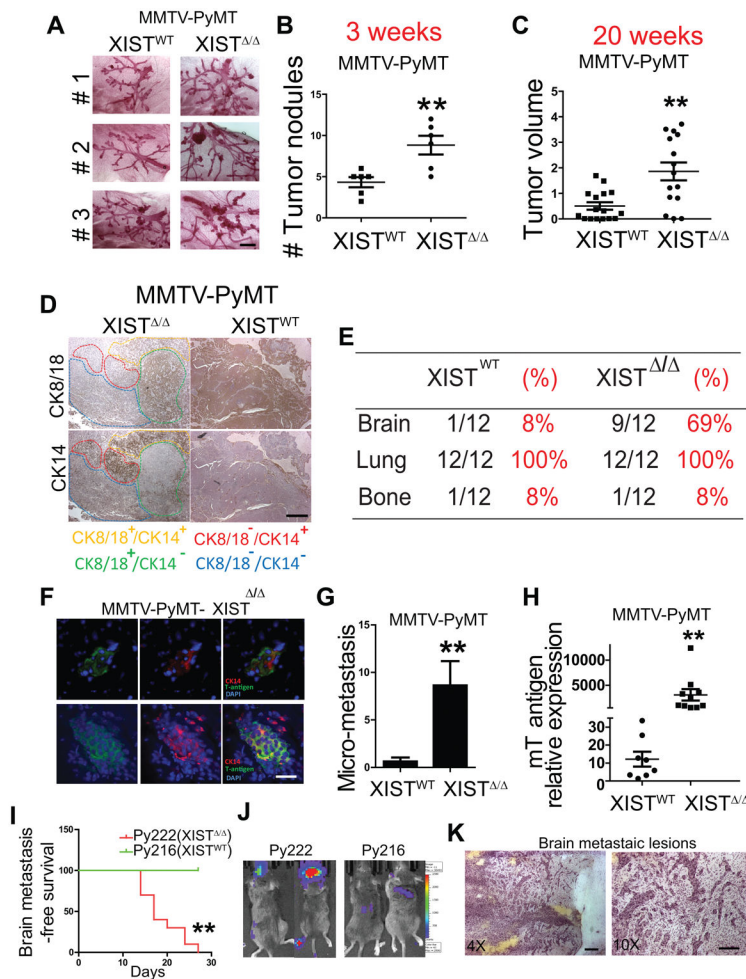 A
MMTV-PyMT
XIST^WT XIST^Δ/Δ
# 1
# 2
# 3
B
3 weeks
MMTV-PyMT
**
# Tumor nodules
15
10
5
0
XIST^WT XIST^Δ/Δ
C
20 weeks
MMTV-PyMT
**
Tumor volume
5
4
3
2
1
0
XIST^WT XIST^Δ/Δ
D
MMTV-PyMT
XIST^Δ/Δ XIST^WT
CK8/18
CK14
CK8/18^+/CK14^+ CK8/18^-/CK14^+
CK8/18^+/CK14^- CK8/18^-/CK14^-
E
XIST^WT (%) XIST^Δ/Δ (%)
Brain 1/12 8% 9/12 69%
Lung 12/12 100% 12/12 100%
Bone 1/12 8% 1/12 8%
F
MMTV-PyMT- XIST^Δ/Δ
CK14
T-antigen
DAPI
CK14
T-antigen
DAPI
G
MMTV-PyMT
**
Micro-metastasis
15
10
5
0
XIST^WT XIST^Δ/Δ
H
MMTV-PyMT
**
mT antigen
relative expression
10000
5000
30
20
10
0
XIST^WT XIST^Δ/Δ
I
Py222(XIST^Δ/Δ)
Py216(XIST^WT)
Brain metastasis
-free survival
150
100
50
0
**
0 10 20 30
Days
J
Py222 Py216
K
Brain metastaic lesions
4X
10X